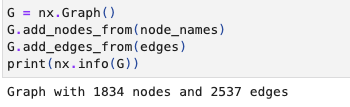 G = nx.Graph()
G.add_nodes_from(node_names)
G.add_edges_from(edges)
print(nx.info(G))
Graph with 1834 nodes and 2537 edges